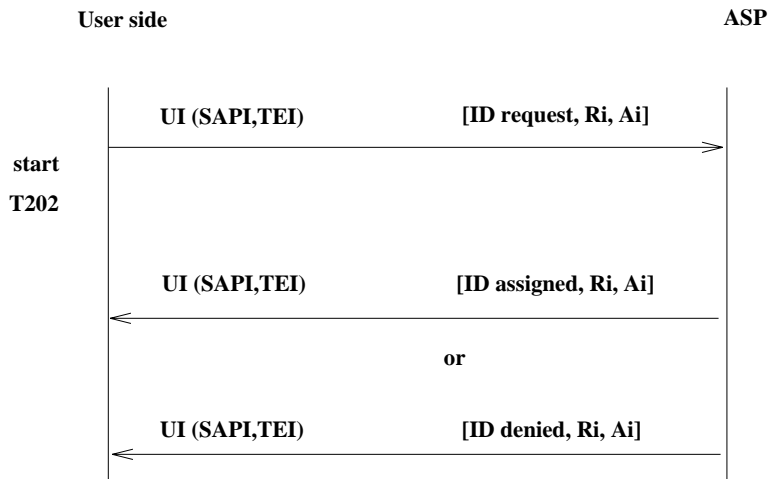 User side
ASP
UI (SAPI,TEI)
[ID request, Ri, Ai]
start
T202
UI (SAPI,TEI)
[ID assigned, Ri, Ai]
or
UI (SAPI,TEI)
[ID denied, Ri, Ai]